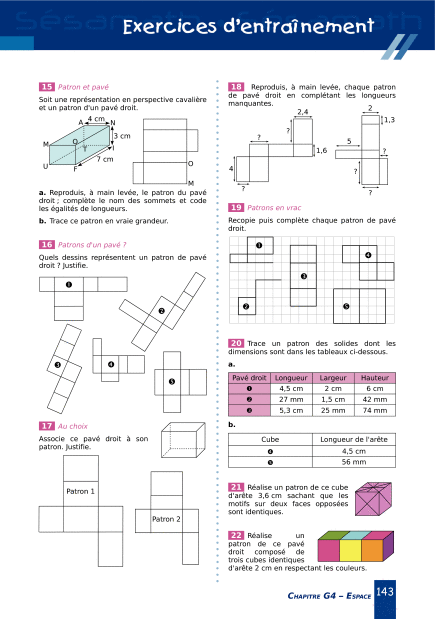 Exercices d'entraînement
15 Patron et pavé
Soit une représentation en perspective cavalière
et un patron d'un pavé droit.
A 4 cm N
3 cm
M O I
T
7 cm
U F
O
M
a. Reproduis, à main levée, le patron du pavé
droit ; complète le nom des sommets et code
les égalités de longueurs.
b. Trace ce patron en vraie grandeur.
16 Patrons d'un pavé ?
Quels dessins représentent un patron de pavé
droit ? Justifie.
❶
❷
❸ ❹
❺
17 Au choix
Associe ce pavé droit à son
patron. Justifie.
Patron 1
Patron 2
18 Reproduis, à main levée, chaque patron
de pavé droit en complétant les longueurs
manquantes.
2,4
?
?
1,6
4
?
2
1,3
5
?
?
?
19 Patrons en vrac
Recopie puis complète chaque patron de pavé
droit.
❶
❹
❸
❷ ❺
20 Trace un patron des solides dont les
dimensions sont dans les tableaux ci-dessous.
a.
Pavé droit Longueur Largeur Hauteur
❶ 4,5 cm 2 cm 6 cm
❷ 27 mm 1,5 cm 42 mm
❸ 5,3 cm 25 mm 74 mm
b.
Cube Longueur de l'arête
❹ 4,5 cm
❺ 56 mm
21 Réalise un patron de ce cube
d'arête 3,6 cm sachant que les
motifs sur deux faces opposées
sont identiques.
22 Réalise un
patron de ce pavé
droit composé de
trois cubes identiques
d'arête 2 cm en respectant les couleurs.
CHAPITRE G4 – ESPACE 143